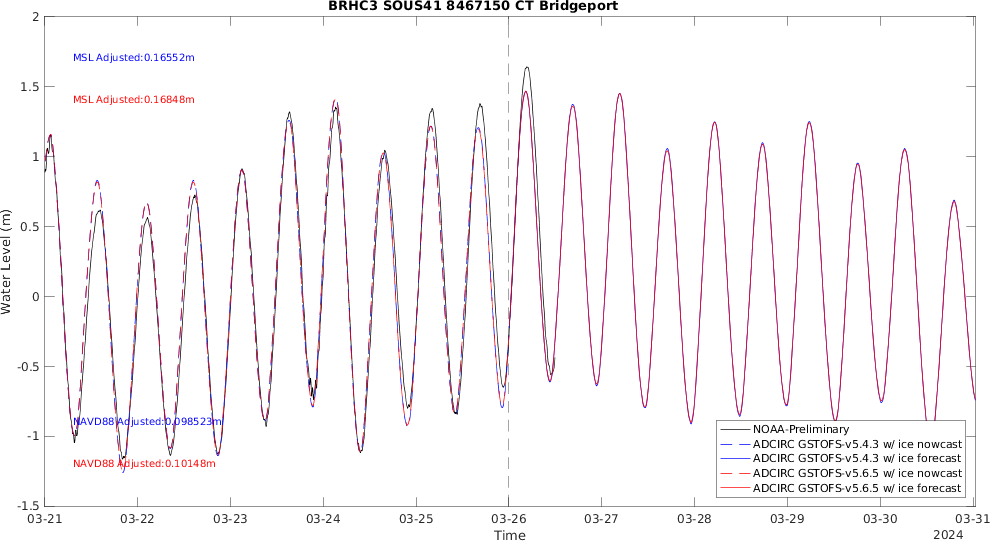 BRHC3 SOUS41 8467150 CT Bridgeport
2
1.5
1
0.5
0
-0.5
-1
-1.5
Water Level (m)
MSL Adjusted:0.16552m
MSL Adjusted:0.16848m
NAVD88 Adjusted:0.098523m
NAVD88 Adjusted:0.10148m
NOAA-Preliminary
ADCIRC GSTOFS-v5.4.3 w/ ice nowcast
ADCIRC GSTOFS-v5.4.3 w/ ice forecast
ADCIRC GSTOFS-v5.6.5 w/ ice nowcast
ADCIRC GSTOFS-v5.6.5 w/ ice forecast
03-21 03-22 03-23 03-24 03-25 03-26 03-27 03-28 03-29 03-30 03-31
Time
2024